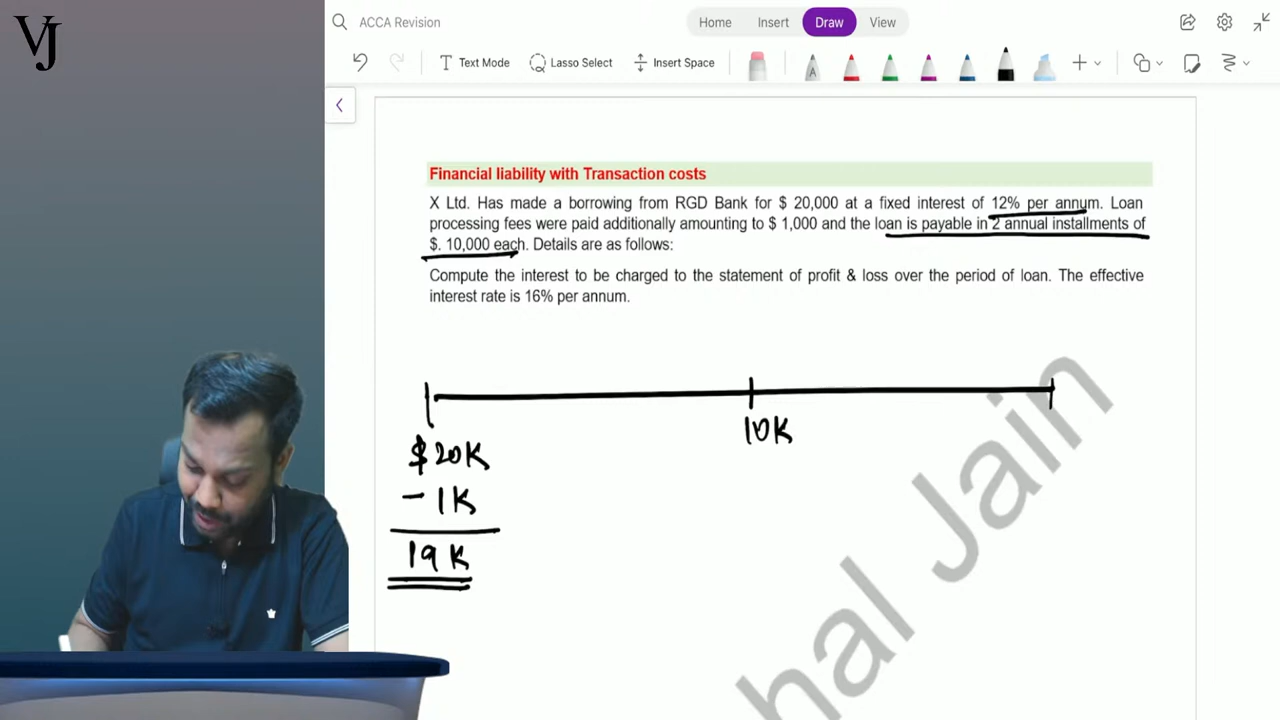 VJ
ACCA Revision
Home Insert Draw View
Text Mode Lasso Select Insert Space
Financial liability with Transaction costs
X Ltd. Has made a borrowing from RGD Bank for $ 20,000 at a fixed interest of 12% per annum. Loan
processing fees were paid additionally amounting to $ 1,000 and the loan is payable in 2 annual installments of
$. 10,000 each. Details are as follows:
Compute the interest to be charged to the statement of profit & loss over the period of loan. The effective
interest rate is 16% per annum.
$20K
10K
- 1K
19K
hal Jain